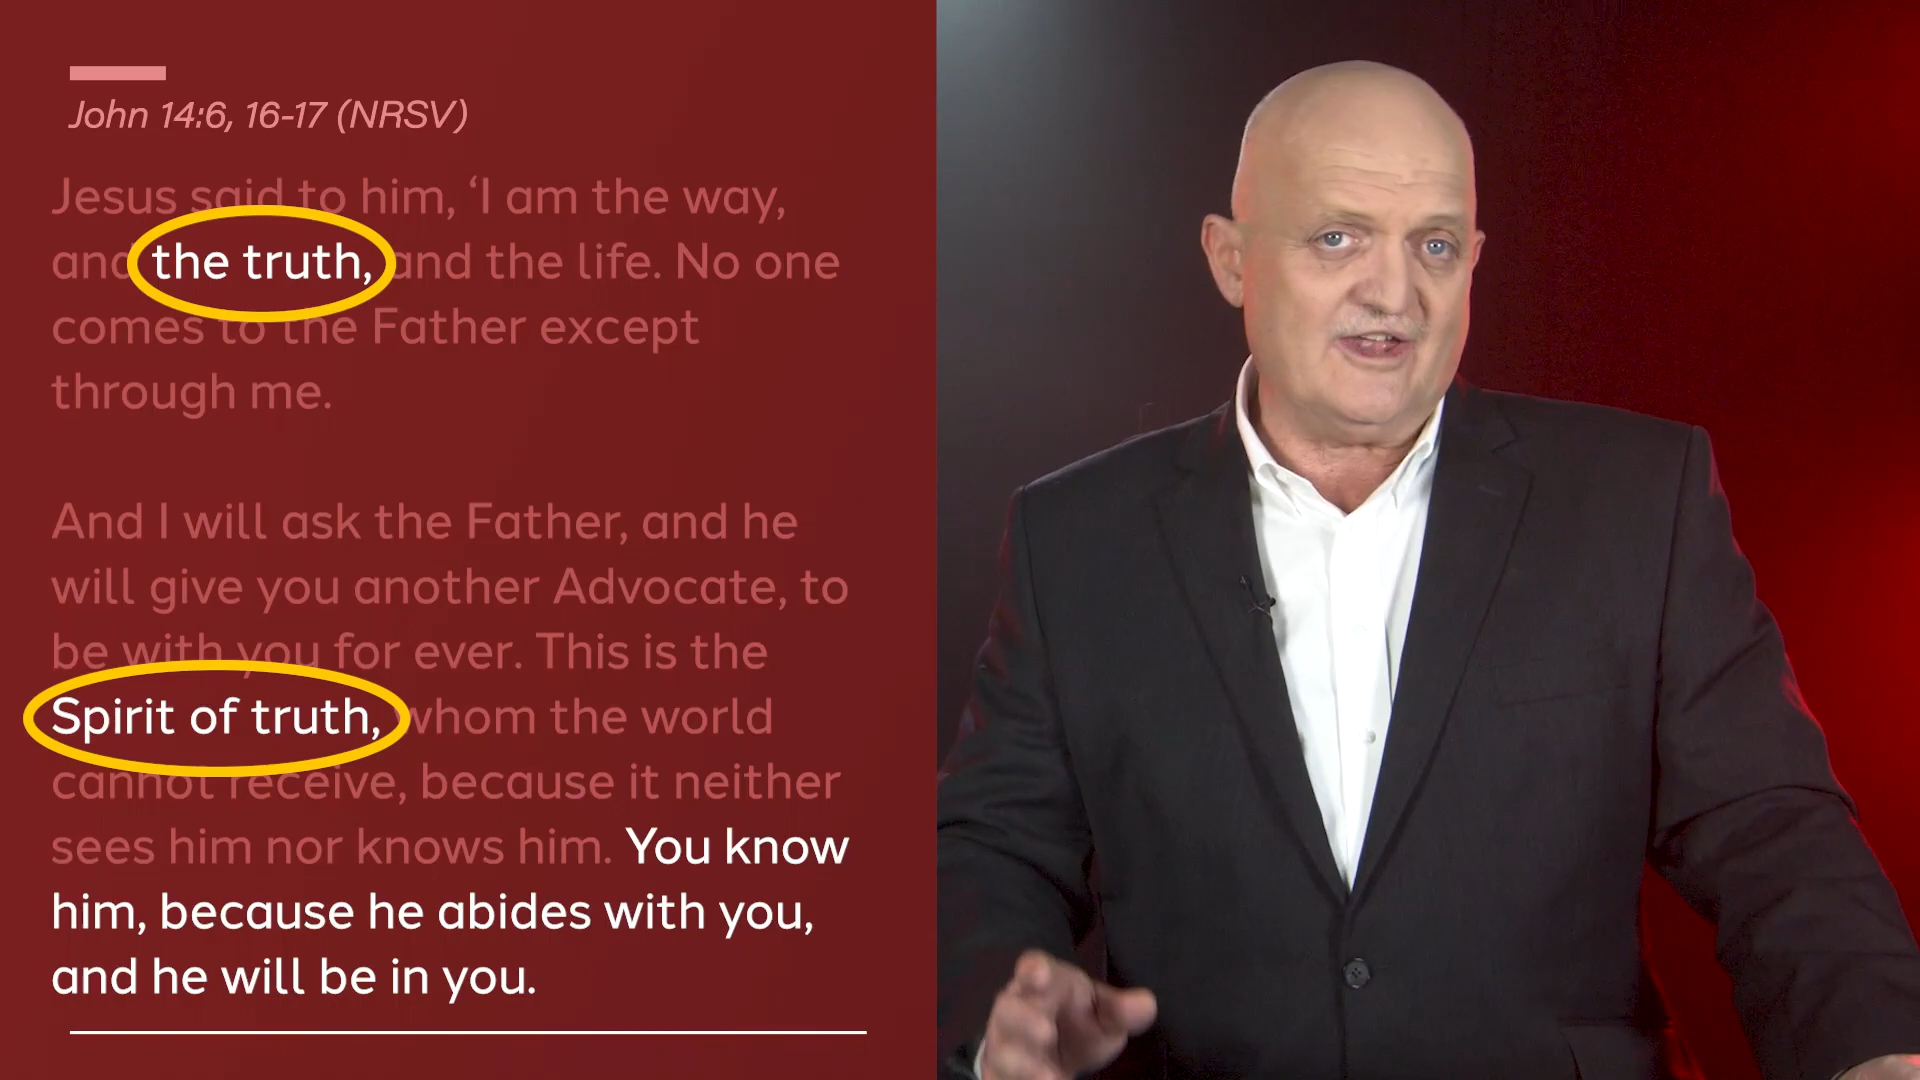 John 14:6, 16-17 (NRSV)
Jesus said to him, ‘I am the way,
and the truth, and the life. No one
comes to the Father except
through me.
And I will ask the Father, and he
will give you another Advocate, to
be with you for ever. This is the
Spirit of truth, whom the world
cannot receive, because it neither
sees him nor knows him. You know
him, because he abides with you,
and he will be in you.